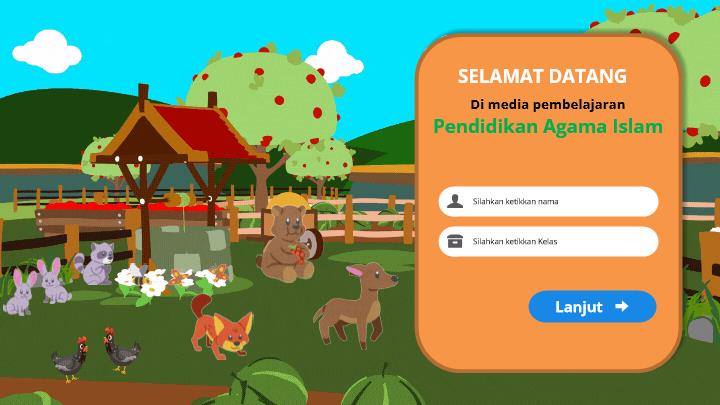 SELAMAT DATANG
Di media pembelajaran
Pendidikan Agama Islam
Silahkan ketikkan nama
Silahkan ketikkan Kelas
Lanjut